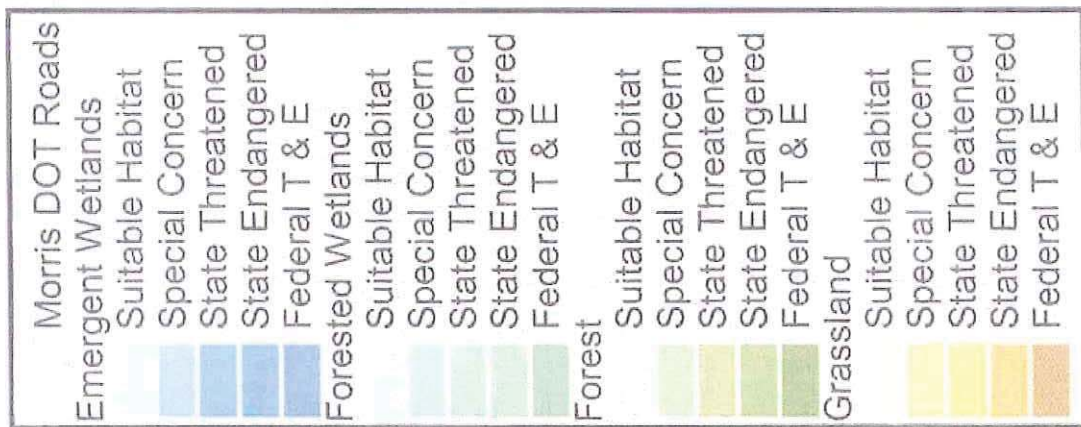 Morris DOT Roads
Emergent Wetlands
Suitable Habitat
Special Concern
State Threatened
State Endangered
Federal T & E
Forested Wetlands
Suitable Habitat
Special Concern
State Threatened
State Endangered
Federal T & E
Forest
Suitable Habitat
Special Concern
State Threatened
State Endangered
Federal T & E
Grassland
Suitable Habitat
Special Concern
State Threatened
State Endangered
Federal T & E